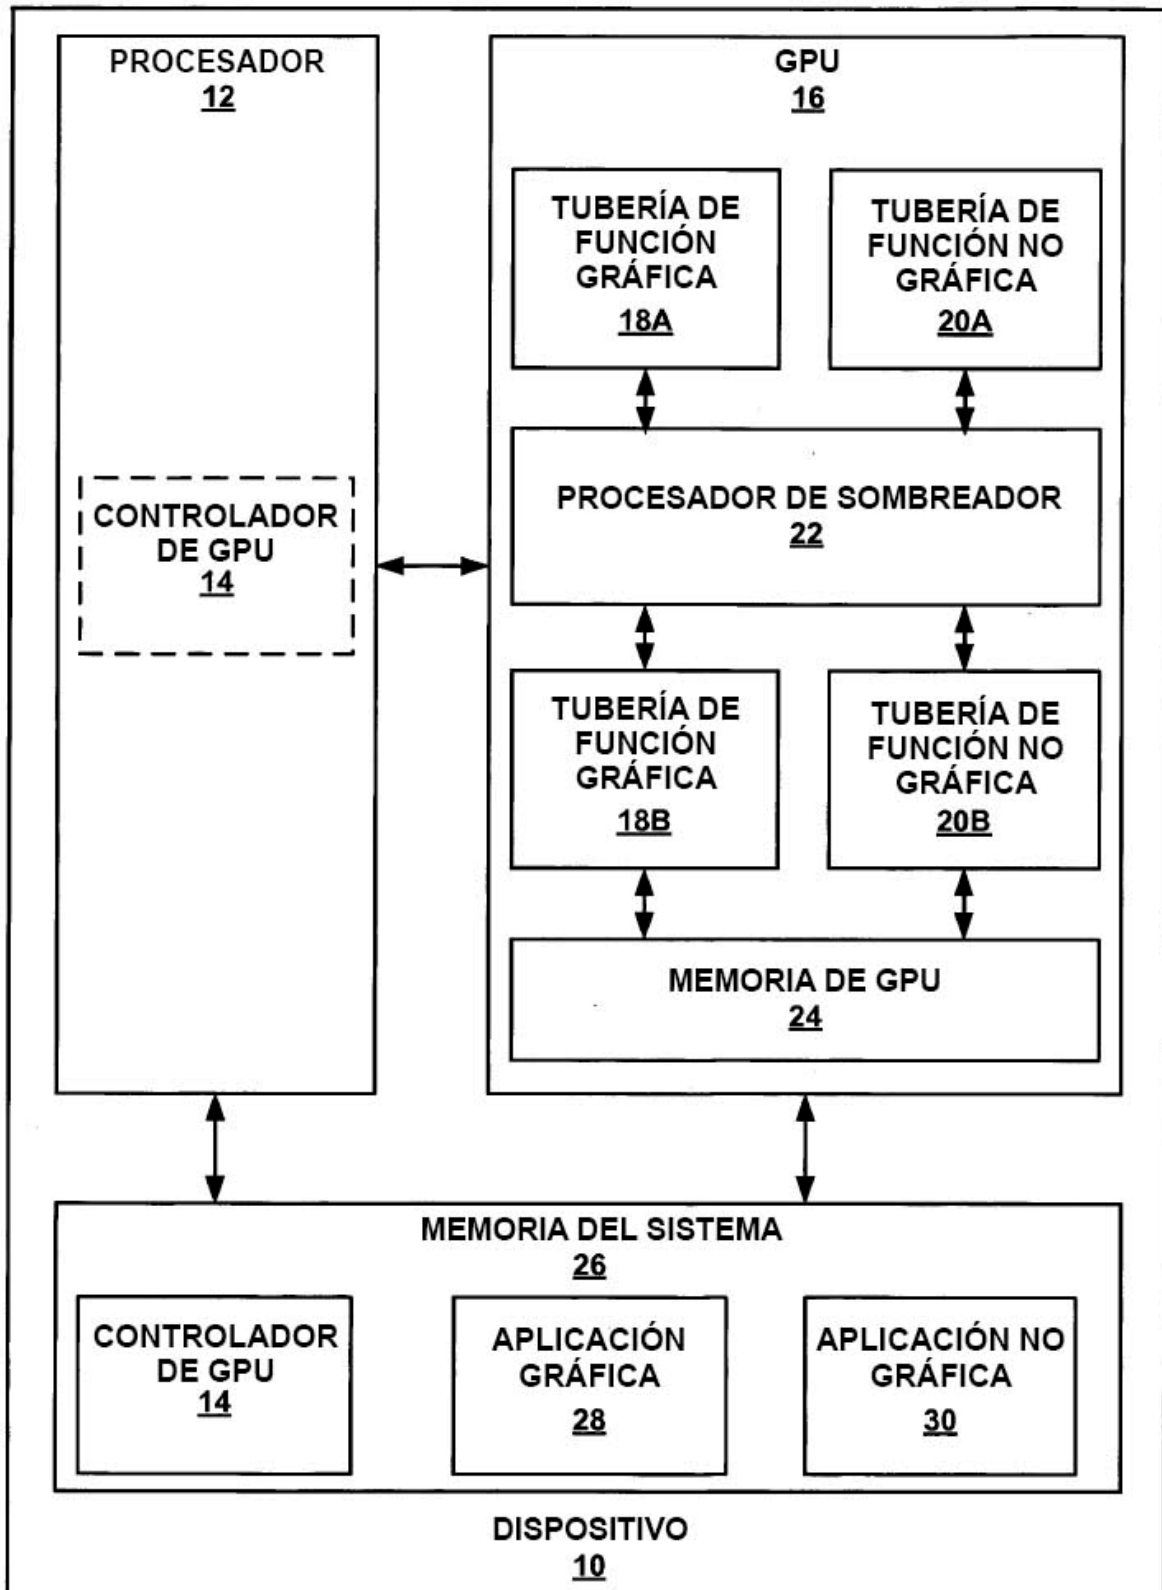 PROCESADOR
12
CONTROLADOR
DE GPU
14
GPU
16
TUBERÍA DE
FUNCIÓN
GRÁFICA
18A
TUBERÍA DE
FUNCIÓN NO
GRÁFICA
20A
PROCESADOR DE SOMBREADOR
22
TUBERÍA DE
FUNCIÓN
GRÁFICA
18B
TUBERÍA DE
FUNCIÓN NO
GRÁFICA
20B
MEMORIA DE GPU
24
MEMORIA DEL SISTEMA
26
CONTROLADOR
DE GPU
14
APLICACIÓN
GRÁFICA
28
APLICACIÓN NO
GRÁFICA
30
DISPOSITIVO
10